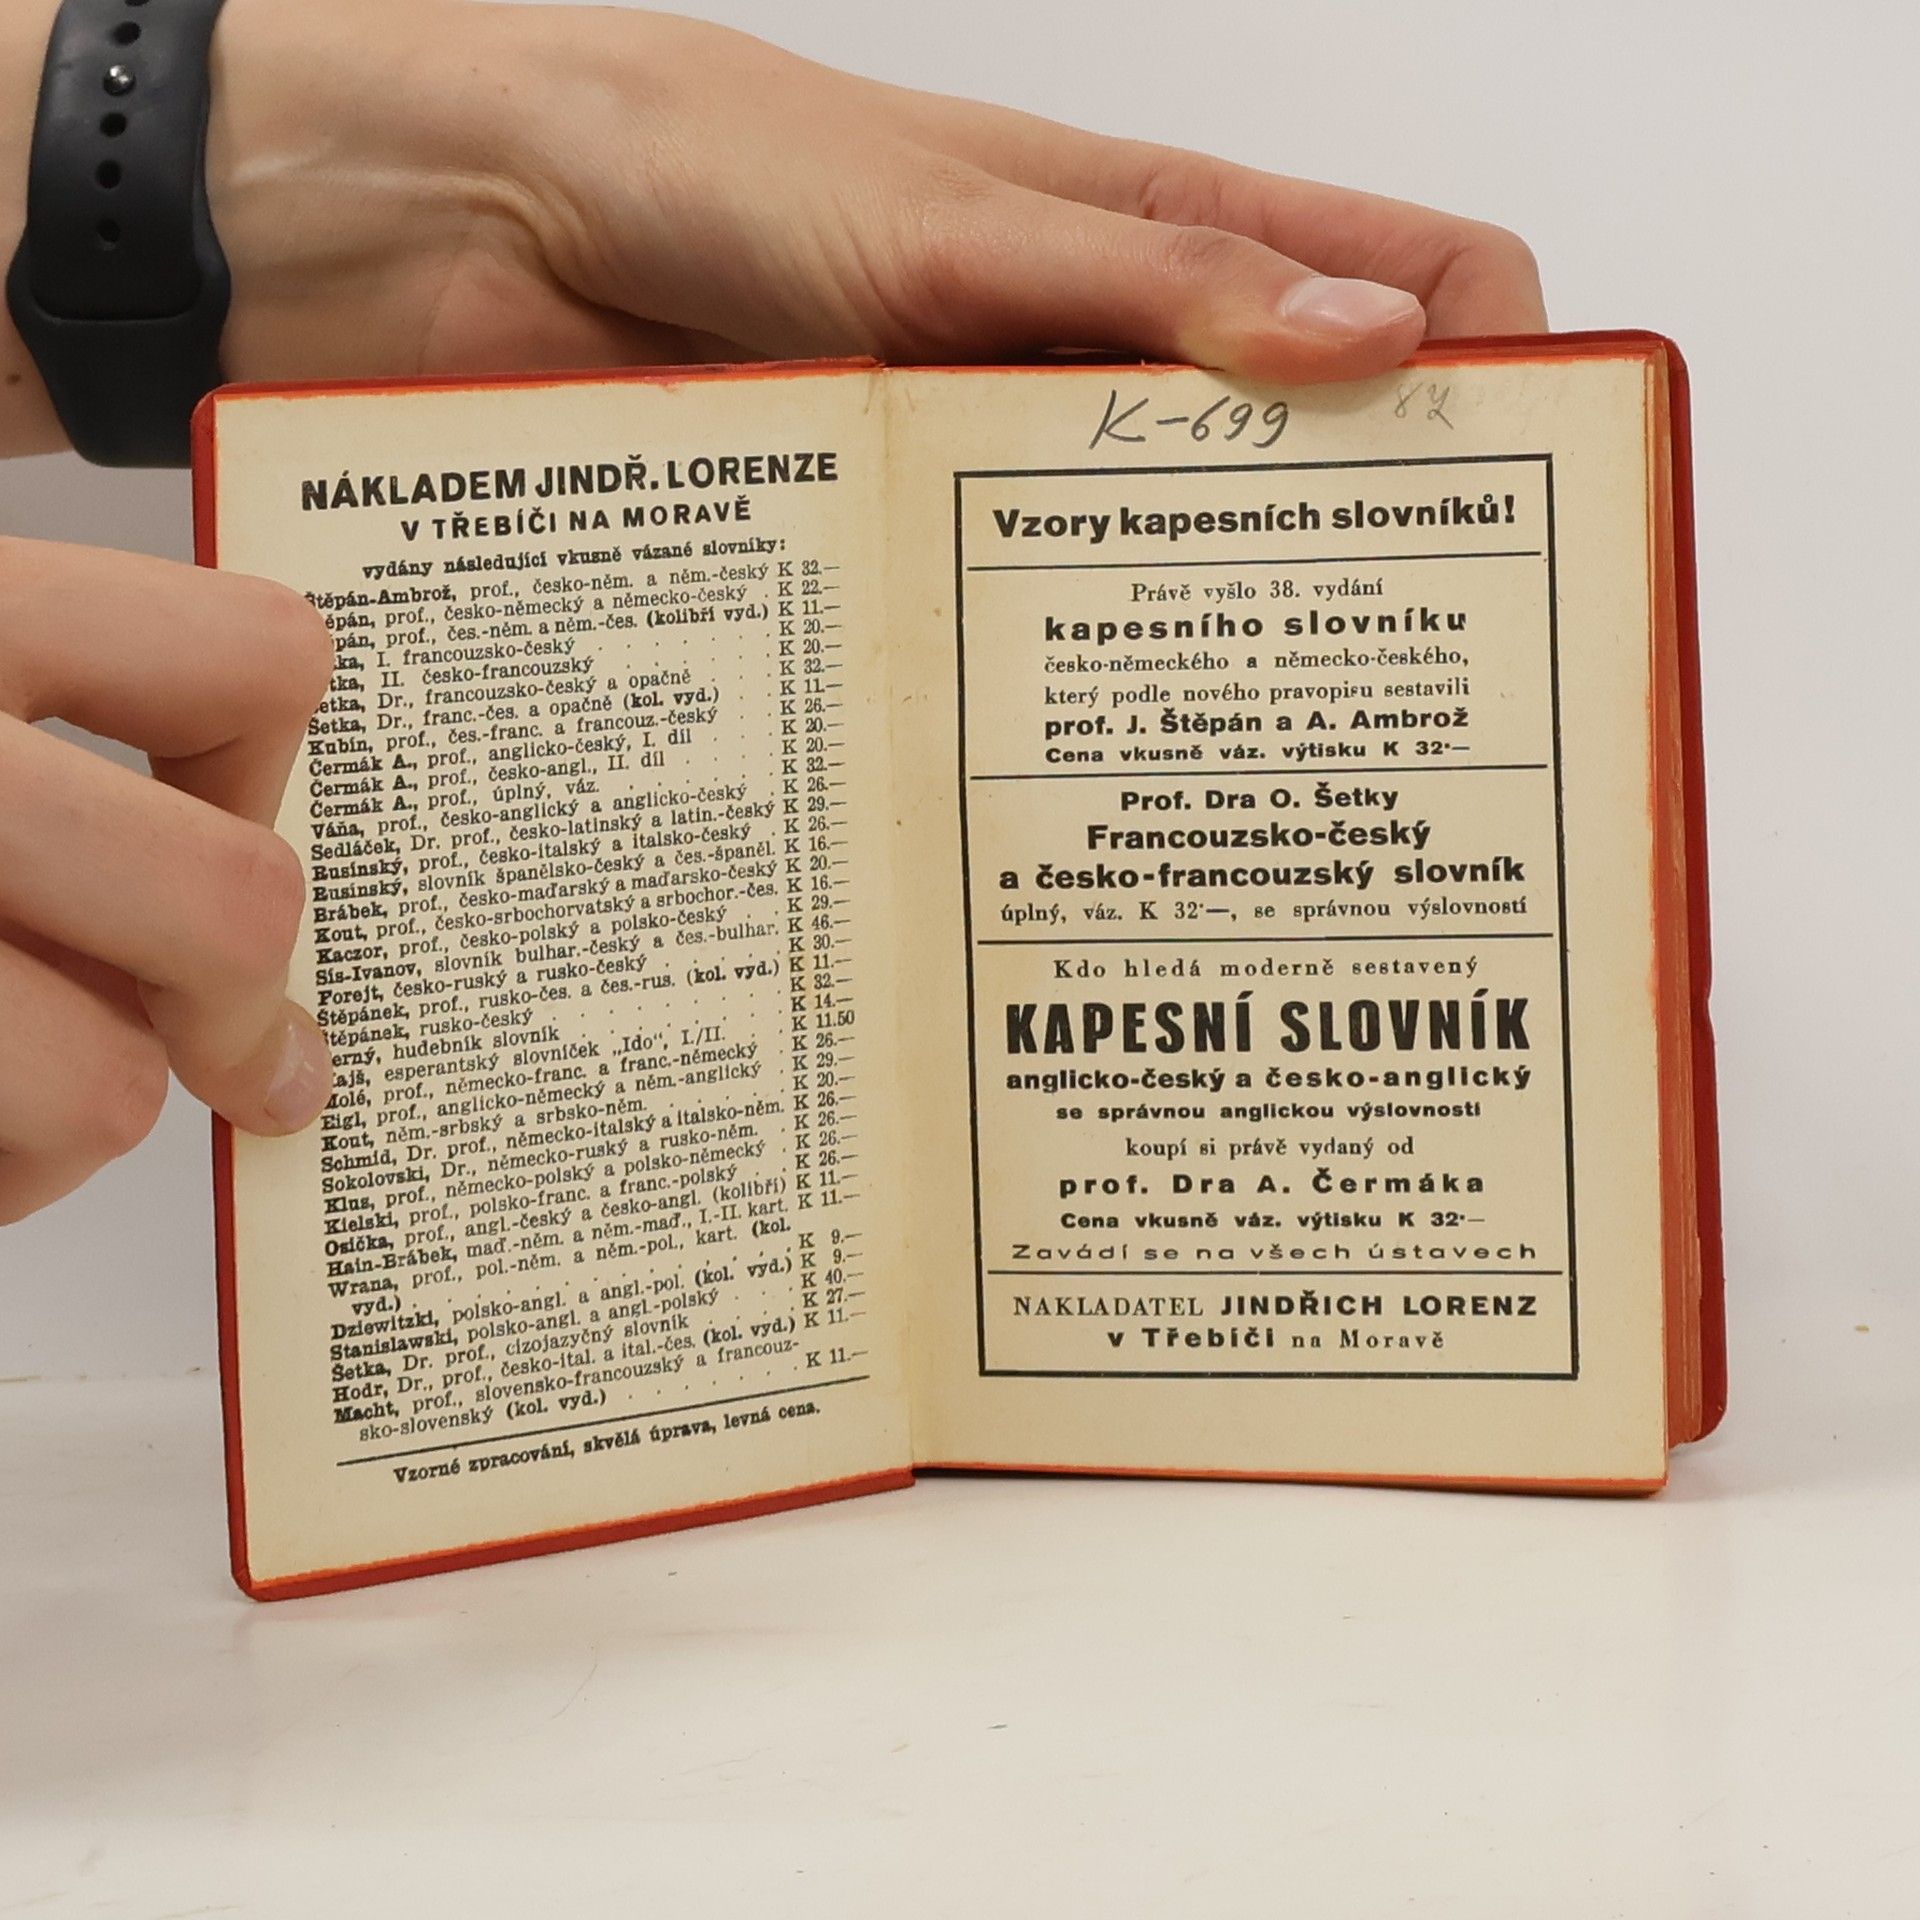 NÁKLADEM JINDŘ. LORENZE
V TŘEBÍČI NA MORAVĚ
vydány následující vkusně vázané slovníky:
Štěpán-Ambrož, prof., česko-něm. a něm.-český K 32.—
ěpán, prof., česko-německý a německo-český . K 22.—
pán, prof., čes.-něm. a něm.-čes. (kolibří vyd.) K 11.—
ka, I. francouzsko-český . . . . . . K 20.—
tka, II. česko-francouzský . . . . . K 20.—
etka, Dr., francouzsko-český a opačně . . . K 32.—
Šetka, Dr., franc.-čes. a opačně (kol. vyd.) . . K 11.—
Kubín, prof., čes.-franc. a francouz.-český . . K 26.—
Čermák A., prof., anglicko-český, I. díl . . . K 20.—
Čermák A., prof., česko-angl., II. díl . . . . K 20.—
Čermák A., prof., úplný, váz. . . . . . K 32.—
Váňa, prof., česko-anglický a anglicko-český . K 26.—
Sedláček, Dr. prof., česko-latinský a latin.-český K 29.—
Rusínský, prof., česko-italský a italsko-český . K 26.—
Rusínský, slovník španělsko-český a čes.-španěl. K 16.—
Brábek, prof., česko-maďarský a maďarsko-český K 20.—
Kout, prof., česko-srbochorvatský a srbochor.-čes. K 16.—
Kaczor, prof., česko-polský a polsko-český . . K 29.—
Sís-Ivanov, slovník bulhar.-český a čes.-bulhar. K 46.—
Forejt, česko-ruský a rusko-český . . . . . K 30.—
Štěpánek, prof., rusko-čes. a čes.-rus. (kol. vyd.) K 11.—
těpánek, rusko-český . . . . . . . K 32.—
erný, hudebník slovník . . . . . . . K 14.—
ajš, esperantský slovníček „Ido“, I./II. . . K 11.50
Molé, prof., německo-franc. a franc.-německý . K 26.—
Eigl, prof., anglicko-německý a něm.-anglický . K 29.—
Kout, něm.-srbský a srbsko-něm. . . . . . K 20.—
Schmid, Dr. prof., německo-italský a italsko-něm. K 26.—
Sokolovski, Dr., německo-ruský a rusko-něm. . K 26.—
Klus, prof., německo-polský a polsko-německý . K 26.—
Kielski, prof., polsko-franc. a franc.-polský . . K 26.—
Osička, prof., angl.-český a česko-angl. (kolibří) K 11.—
Hain-Brábek, maď.-něm. a něm.-maď., I.-II. kart. K 11.—
Wrana, prof., pol.-něm. a něm.-pol., kart. (kol.
vyd.) . . . . . . . . . . K 9.—
Dziewitzki, polsko-angl. a angl.-pol. (kol. vyd.) K 9.—
Stanislawski, polsko-angl. a angl.-polský . . . K 40.—
Šetka, Dr. prof., cizojazyčný slovník . . . . K 27.—
Hodr, Dr., prof., česko-ital. a ital.-čes. (kol. vyd.) K 11.—
Macht, prof., slovensko-francouzský a francouz-
sko-slovenský (kol. vyd.) . . . . . . . K 11.—
Vzorné zpracování, skvělá úprava, levná cena.
K-699
Vzory kapesních slovníků!
Právě vyšlo 38. vydání
kapesního slovníku
česko-německého a německo-českého,
který podle nového pravopisu sestavili
prof. J. Štěpán a A. Ambrož
Cena vkusně váz. výtisku K 32·—
Prof. Dra O. Šetky
Francouzsko-český
a česko-francouzský slovník
úplný, váz. K 32·—, se správnou výslovností
Kdo hledá moderně sestavený
KAPESNÍ SLOVNÍK
anglicko-český a česko-anglický
se správnou anglickou výslovností
koupí si právě vydaný od
prof. Dra A. Čermáka
Cena vkusně váz. výtisku K 32·—
Zavádí se na všech ústavech
NAKLADATEL JINDŘICH LORENZ
v Třebíči na Moravě